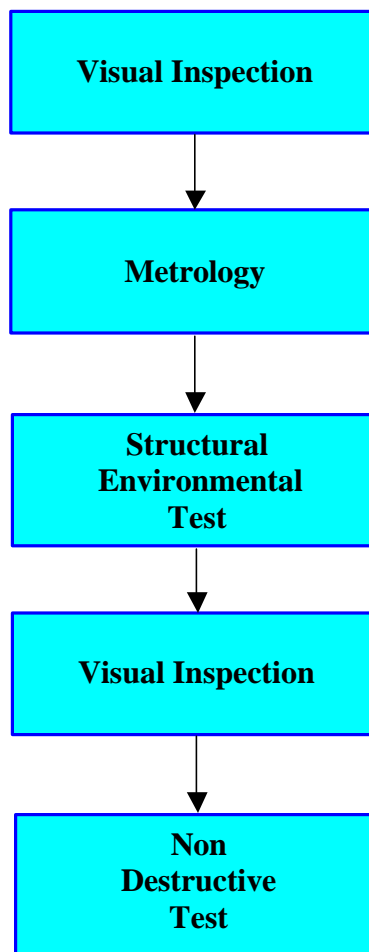 Visual Inspection
Metrology
Structural
Environmental
Test
Visual Inspection
Non
Destructive
Test